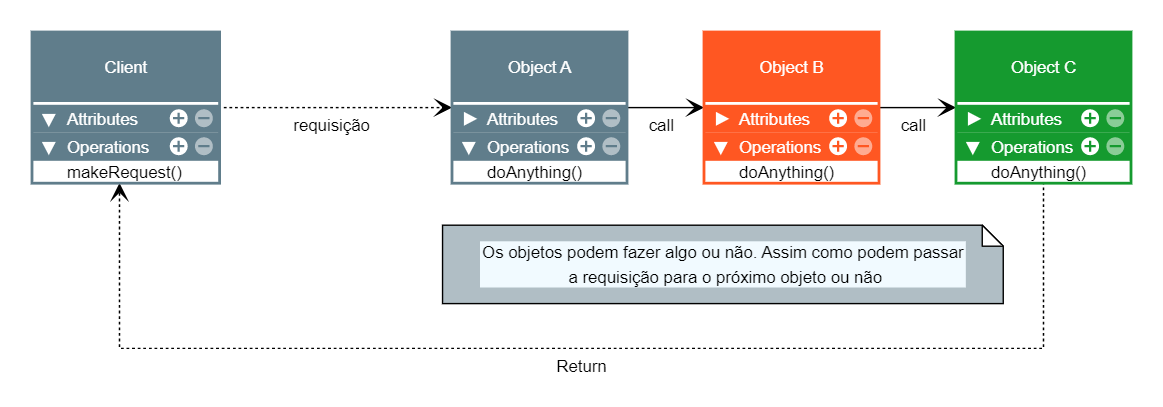 Client
Object A
Object B
Object C
Attributes
Attributes
Attributes
Attributes
requisição
call
call
Operations
Operations
Operations
Operations
makeRequest()
doAnything()
doAnything()
doAnything()
Os objetos podem fazer algo ou não. Assim como podem passar
a requisição para o próximo objeto ou não
Return